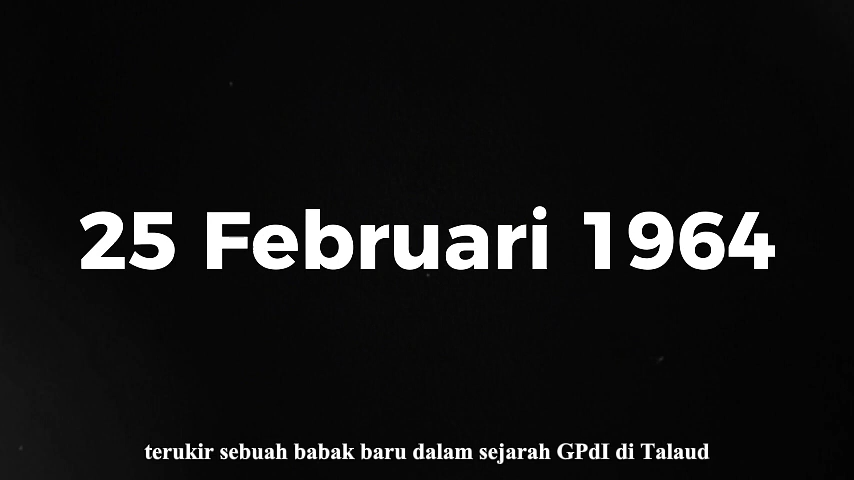 25 Februari 1964
terukir sebuah babak baru dalam sejarah GPdI di Talaud